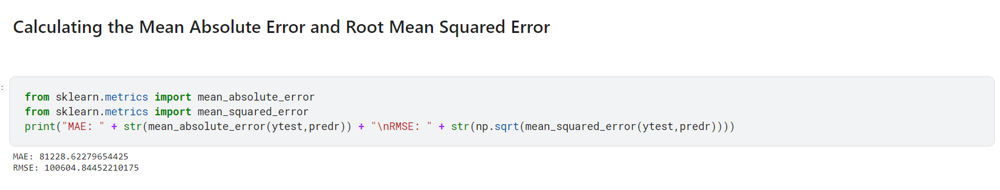 Calculating the Mean Absolute Error and Root Mean Squared Error
:
from sklearn.metrics import mean_absolute_error
from sklearn.metrics import mean_squared_error
print("MAE: " + str(mean_absolute_error(ytest,predr)) + "\nRMSE: " + str(np.sqrt(mean_squared_error(ytest,predr))))
MAE: 81228.62279654425
RMSE: 100604.84452210175